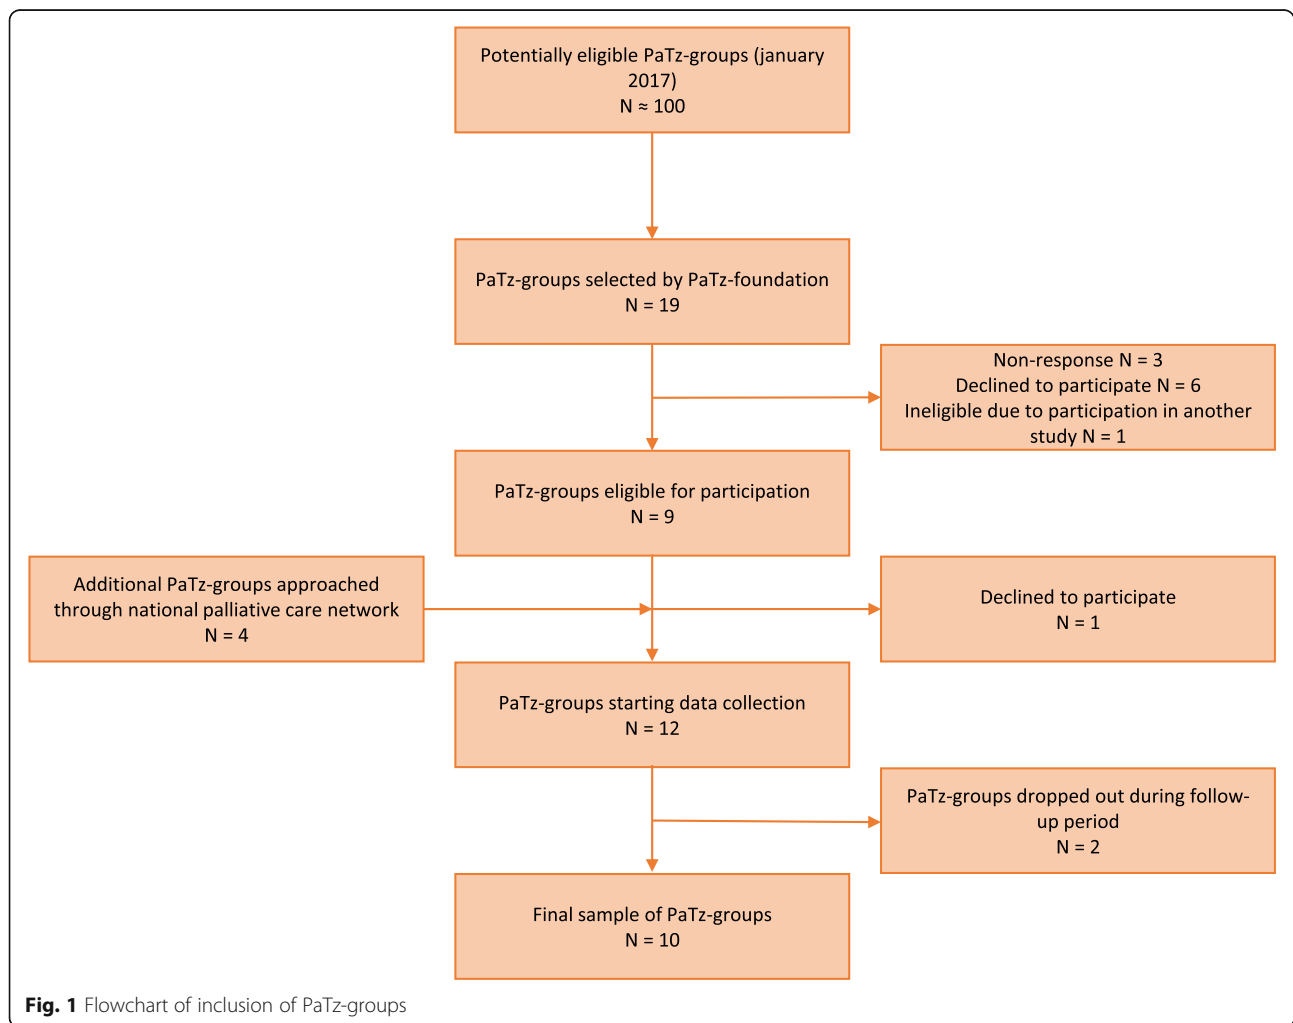 Potentially eligible PaTz-groups (january
2017)
N ≈ 100
PaTz-groups selected by PaTz-foundation
N = 19
Non-response N = 3
Declined to participate N = 6
Ineligible due to participation in another
study N = 1
PaTz-groups eligible for participation
N = 9
Additional PaTz-groups approached
through national palliative care network
N = 4
Declined to participate
N = 1
PaTz-groups starting data collection
N = 12
PaTz-groups dropped out during follow-
up period
N = 2
Final sample of PaTz-groups
N = 10
Fig. 1 Flowchart of inclusion of PaTz-groups